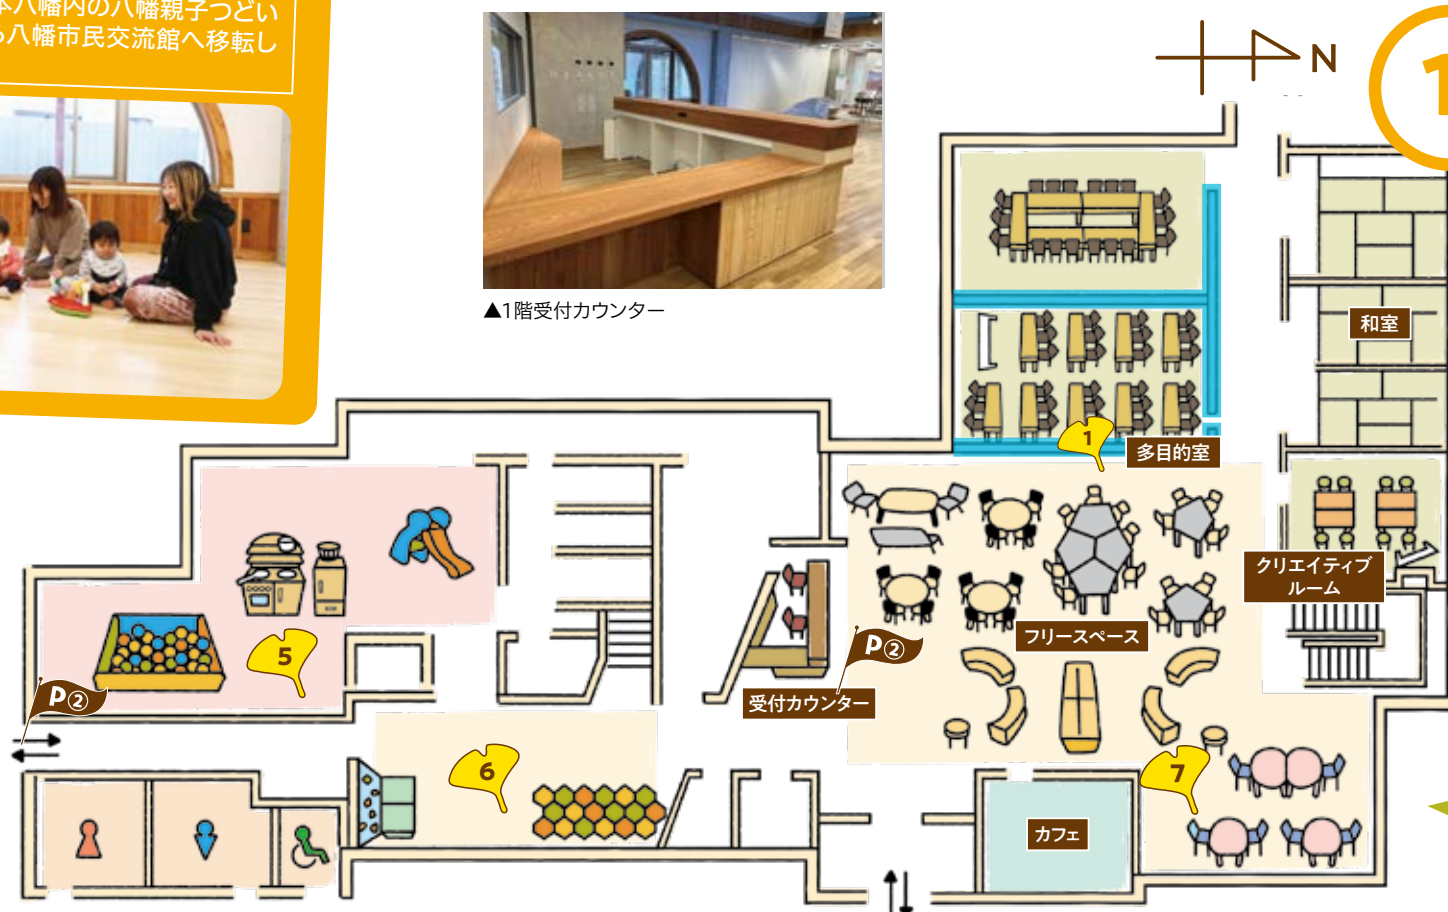 本八幡内の八幡親子つどい
ら八幡市民交流館へ移転し
▲1階受付カウンター
N
1
和室
1
多目的室
クリエイティブ
ルーム
フリースペース
P②
受付カウンター
5
P②
6
7
カフェ